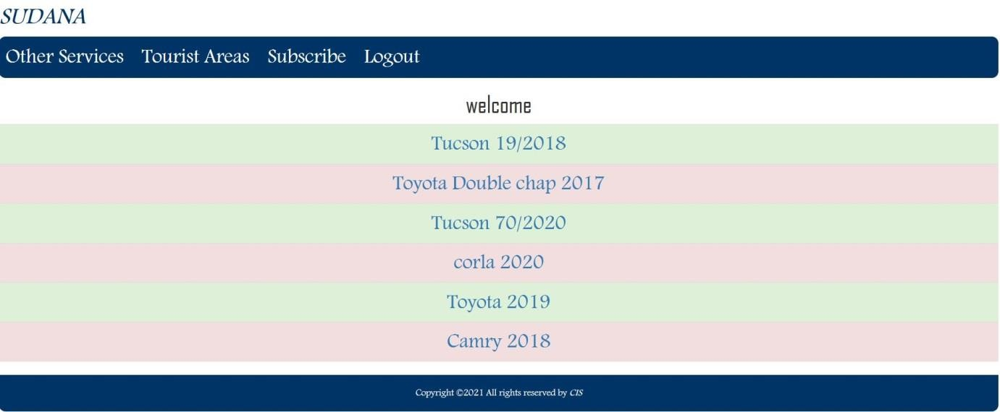 SUDANA
Other Services Tourist Areas Subscribe Logout
welcome
Tucson 19/2018
Toyota Double chap 2017
Tucson 70/2020
corla 2020
Toyota 2019
Camry 2018
Copyright ©2021 All rights reserved by CIS